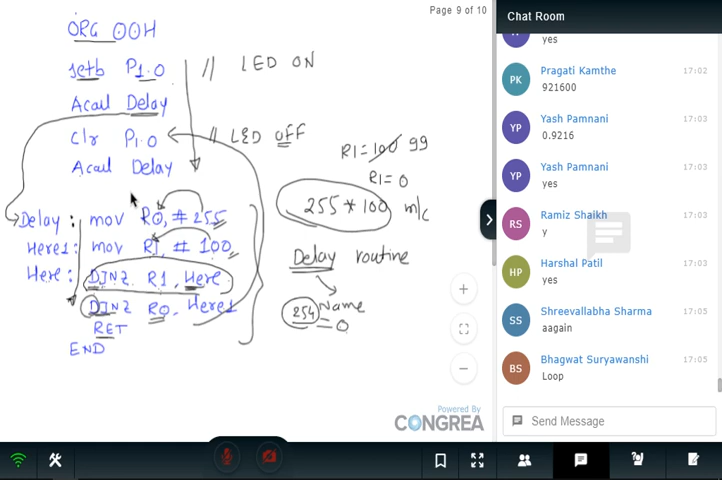 Page 9 of 10
ORG 00H
setb P1.0 // LED ON
Acall Delay
Clr P1.0 // LED OFF
Acall Delay
R1=100 99
R1=0
255*100 m/c
Delay: mov R0, #255
Here1: mov R1, #100
Here: DJNZ R1, Here
DJNZ R0, Here1
RET
END
Delay routine
Name
254 = 0
Powered By
CONGREA
Chat Room
yes
PK
Pragati Kamthe
17:02
921600
YP
Yash Pamnani
17:03
0.9216
YP
Yash Pamnani
17:03
yes
RS
Ramiz Shaikh
17:03
y
HP
Harshal Patil
17:03
yes
SS
Shreevallabha Sharma
17:05
aagain
BS
Bhagwat Suryawanshi
17:05
Loop
Send Message